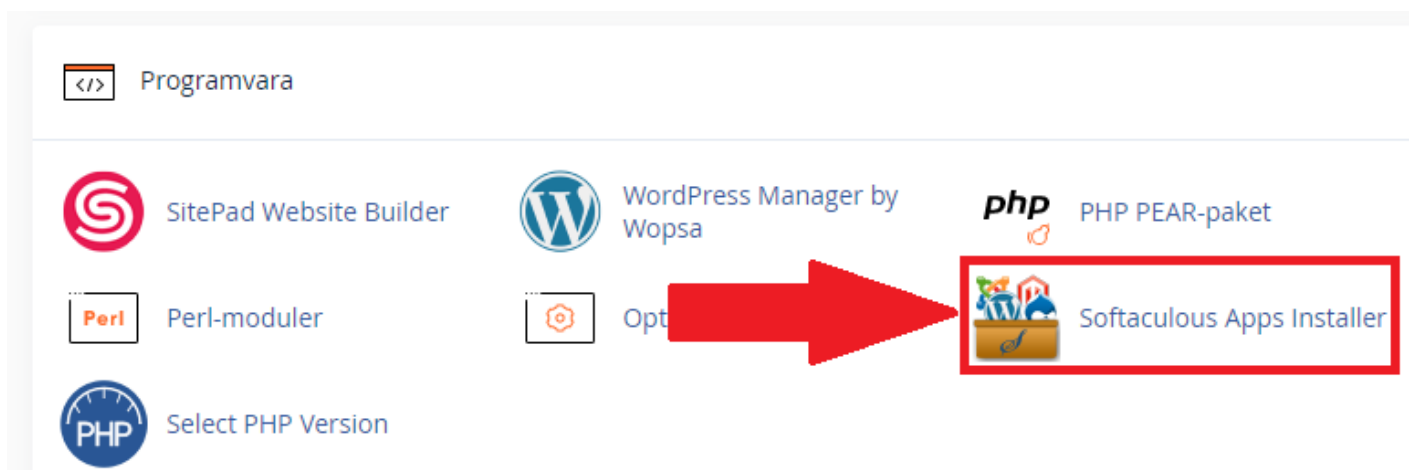 </> Programvara
SitePad Website Builder
WordPress Manager by
Wopsa
php PHP PEAR-paket
Perl Perl-moduler
Opt
Softaculous Apps Installer
PHP Select PHP Version